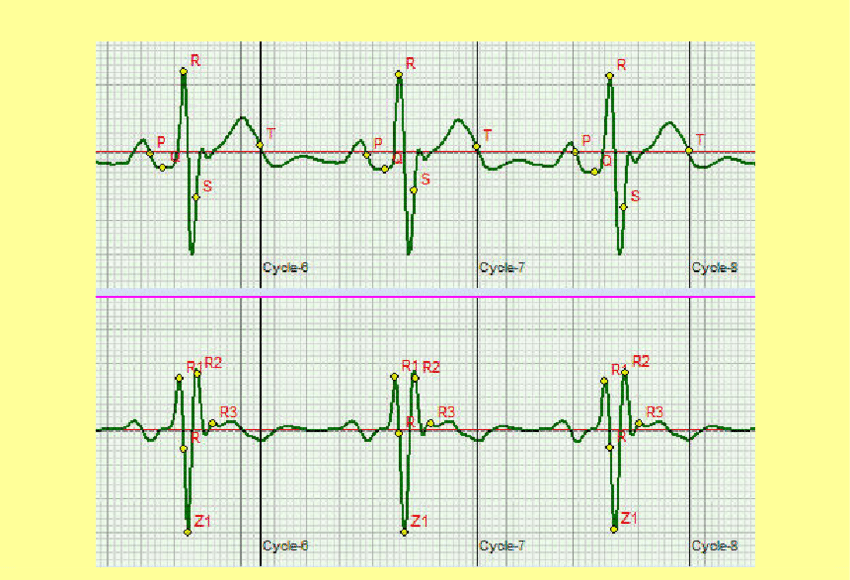 R R R
P Q T P Q T P Q T
S S S
Cycle-6 Cycle-7 Cycle-8
R1 R2 R1 R2 R1 R2
R3 R3 R3
R R R
Z1 Z1 Z1
Cycle-6 Cycle-7 Cycle-8